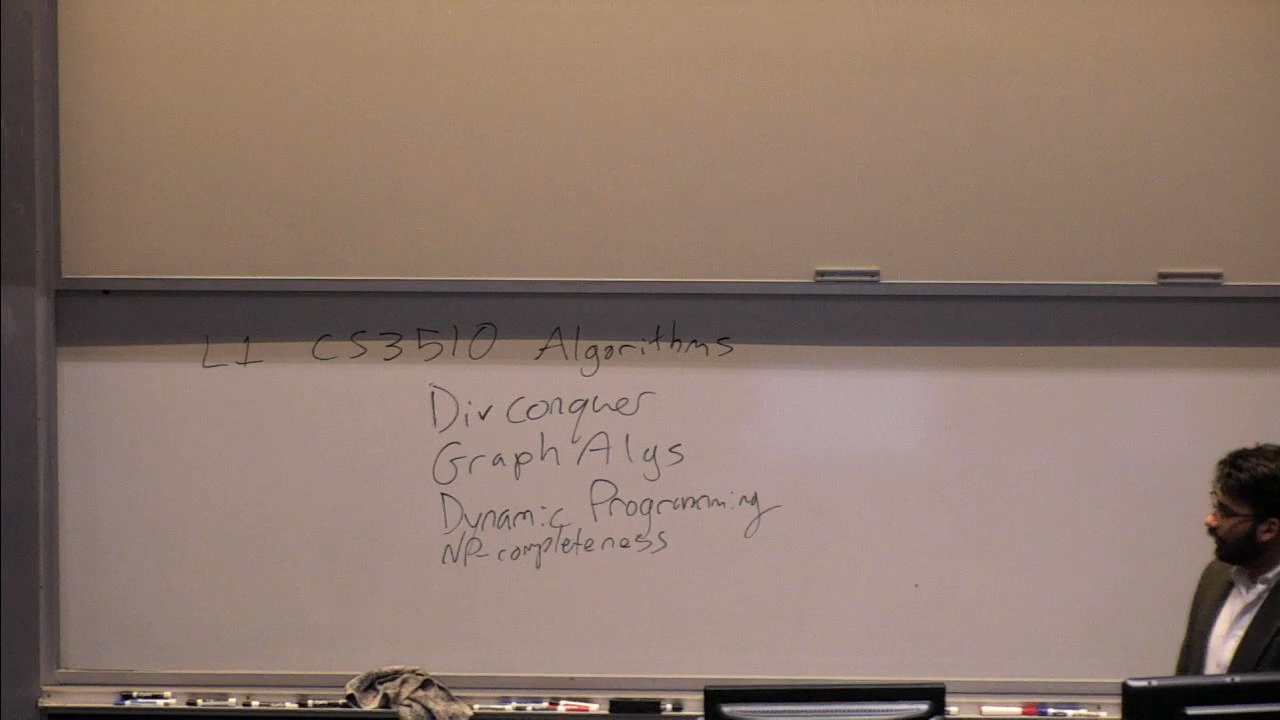 L1 CS3510 Algorithms
Div conquer
Graph Algs
Dynamic Programming
NP-completeness